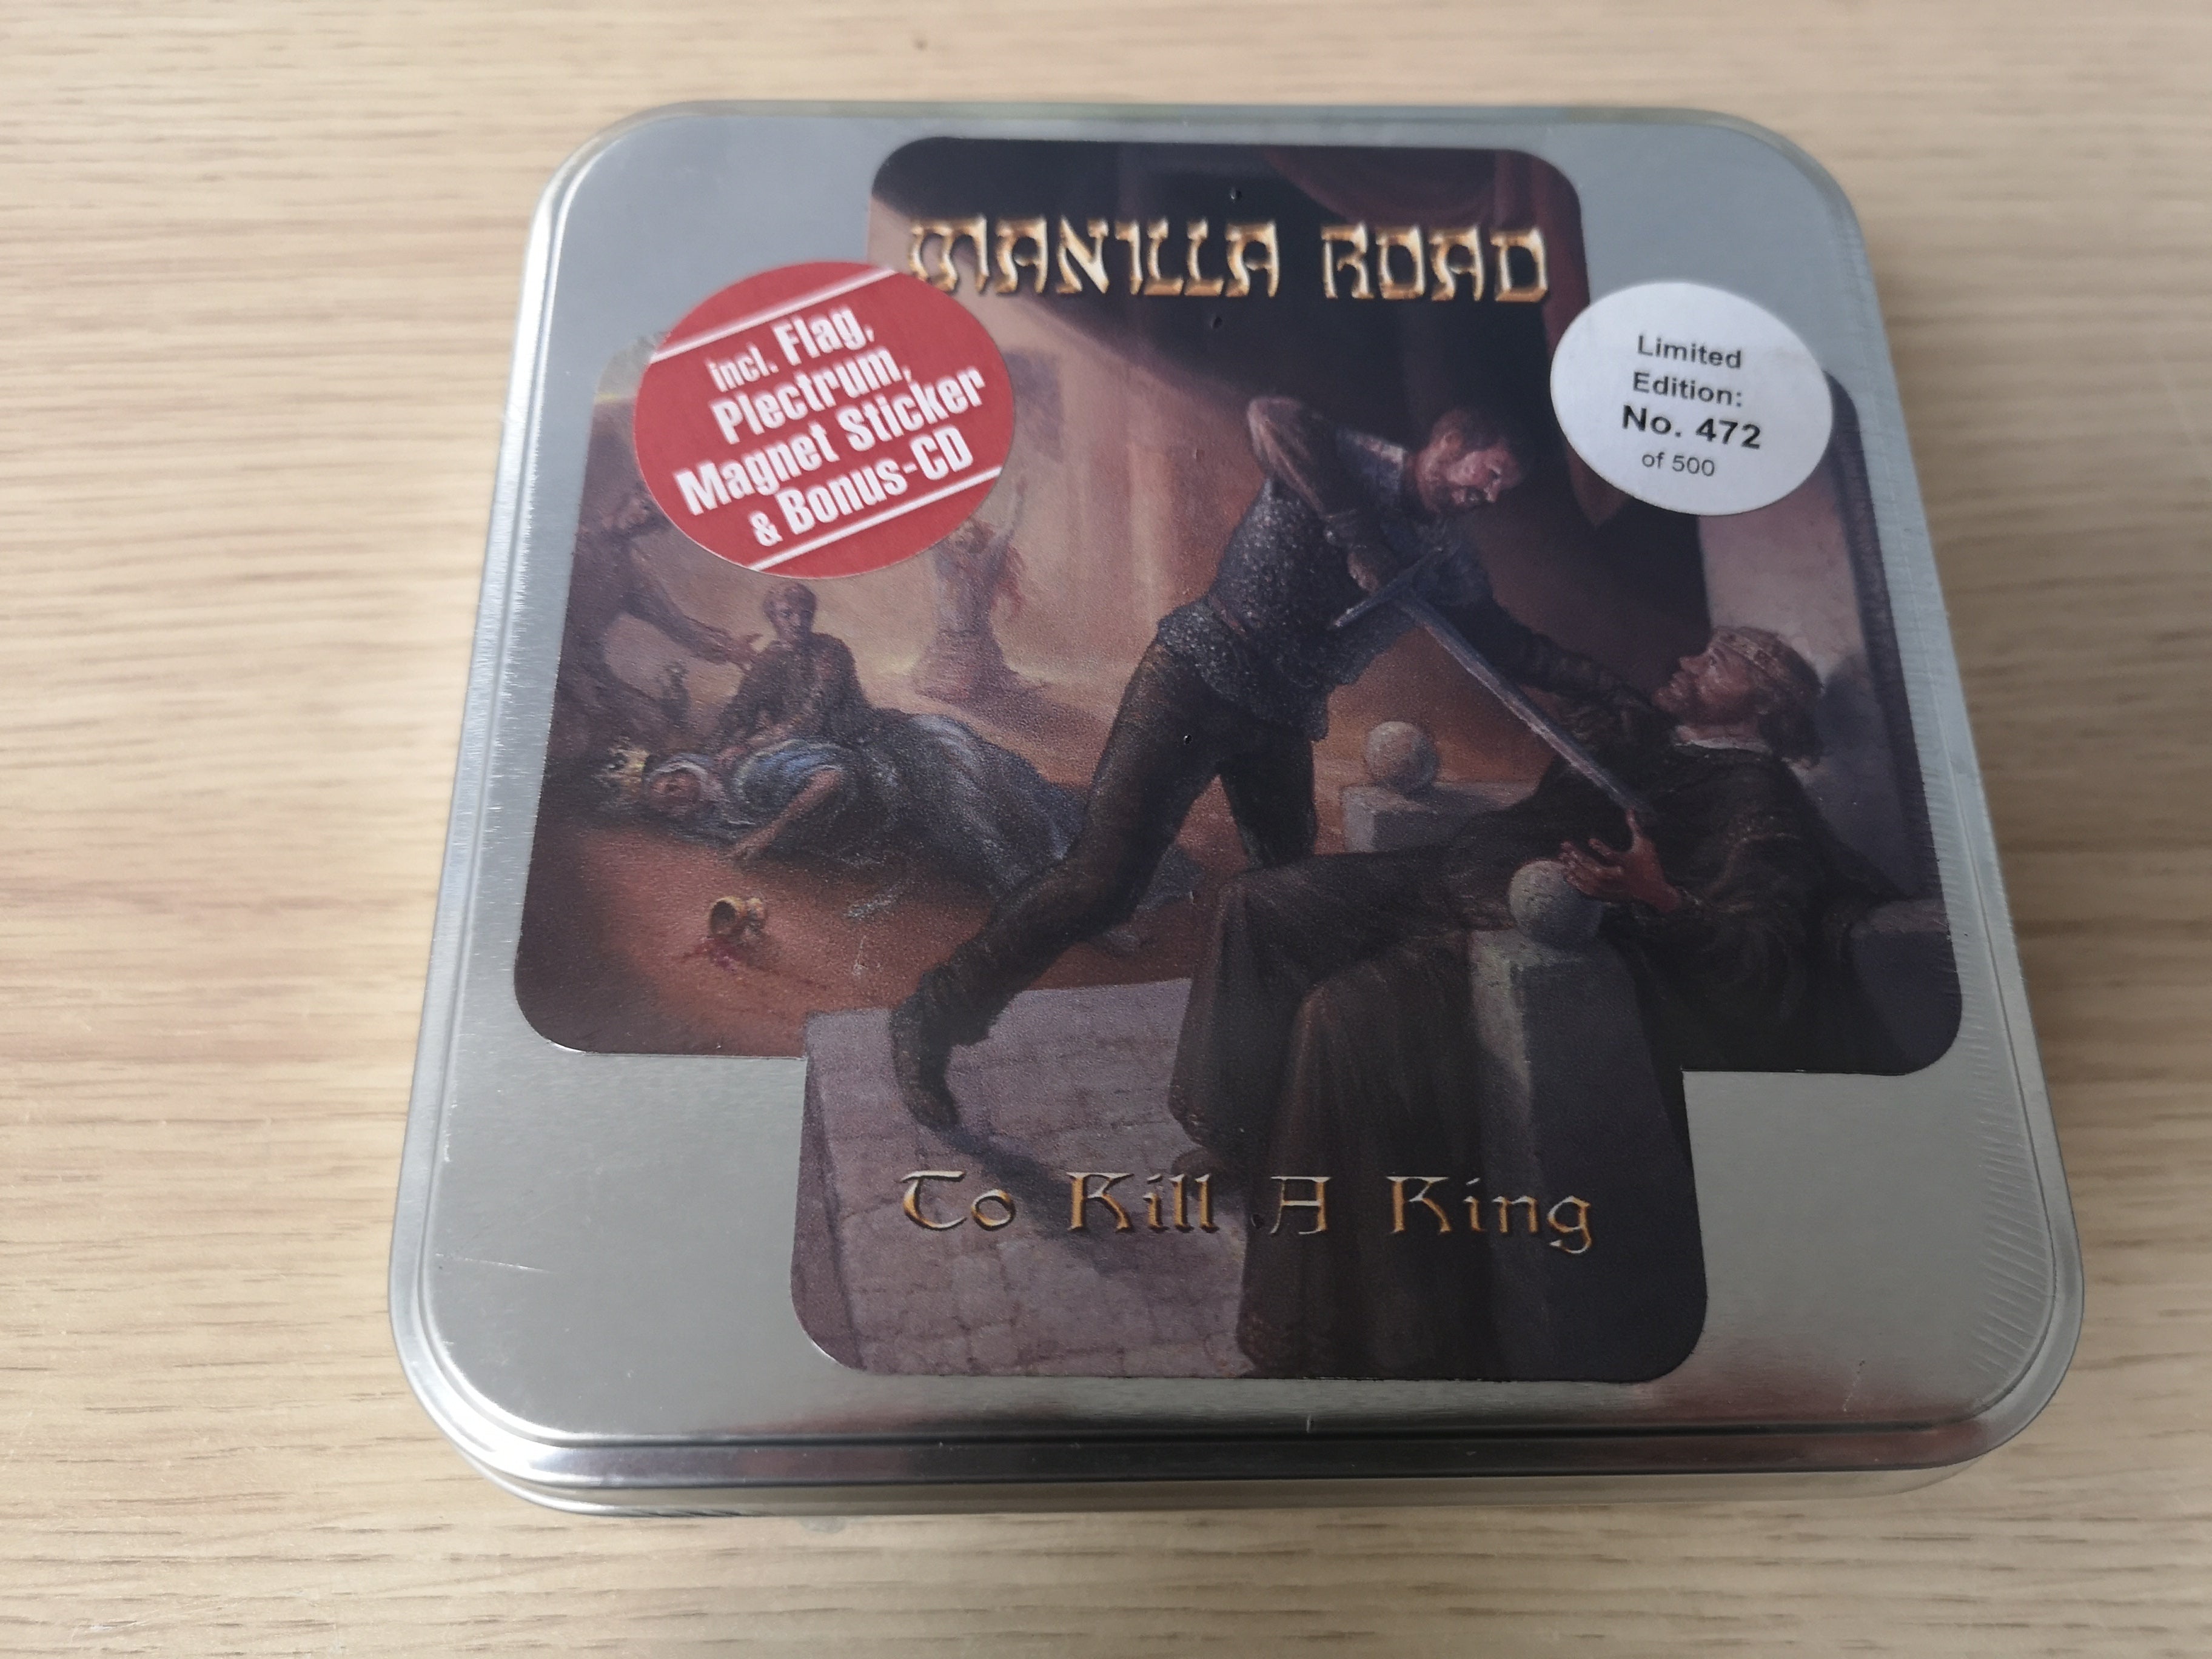 MANILLA ROAD
incl. Flag,
Plectrum,
Magnet Sticker
& Bonus-CD
Limited
Edition:
No. 472
of 500
To Kill A King